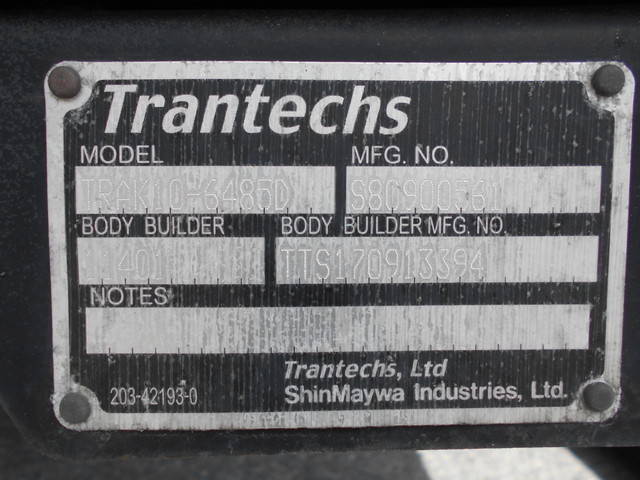 Trantechs
MODEL MFG. NO.
TRAK10-6485D S8C900561
BODY BUILDER BODY BUILDER MFG. NO.
TTS170913394
NOTES
Trantechs, Ltd
203-42193-0 ShinMaywa Industries, Ltd.